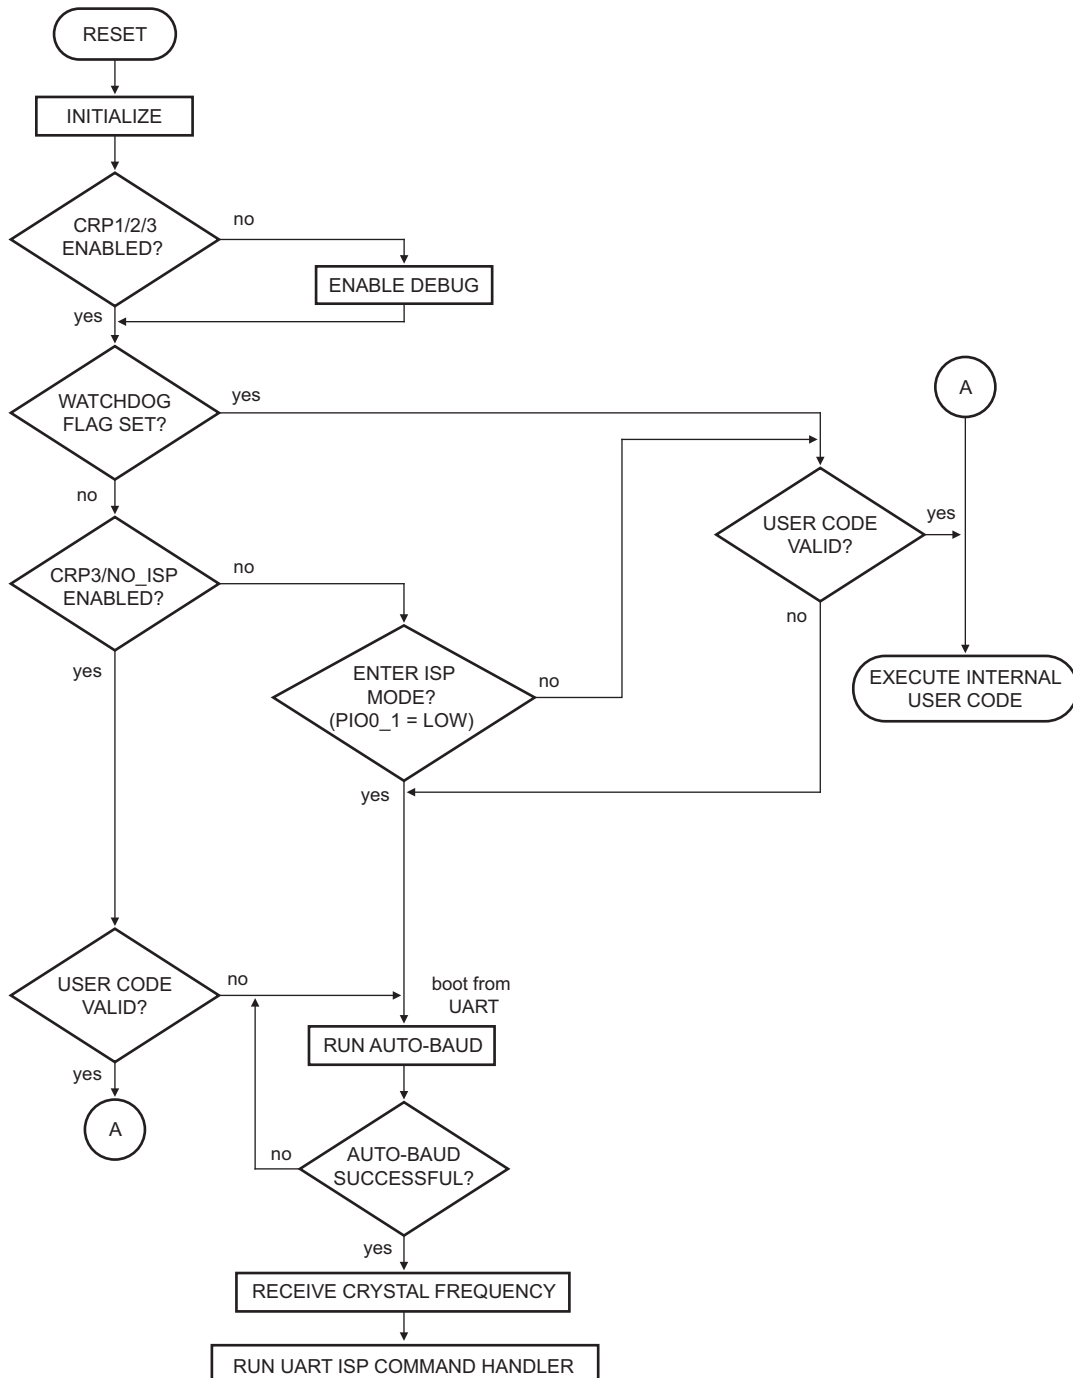 RESET
INITIALIZE
CRP1/2/3
ENABLED?
no
ENABLE DEBUG
yes
WATCHDOG
FLAG SET?
yes
A
no
USER CODE
VALID?
yes
no
CRP3/NO_ISP
ENABLED?
no
yes
ENTER ISP
MODE?
(PIO0_1 = LOW)
no
EXECUTE INTERNAL
USER CODE
yes
USER CODE
VALID?
no
boot from
UART
RUN AUTO-BAUD
yes
A
AUTO-BAUD
SUCCESSFUL?
no
yes
RECEIVE CRYSTAL FREQUENCY
RUN UART ISP COMMAND HANDLER